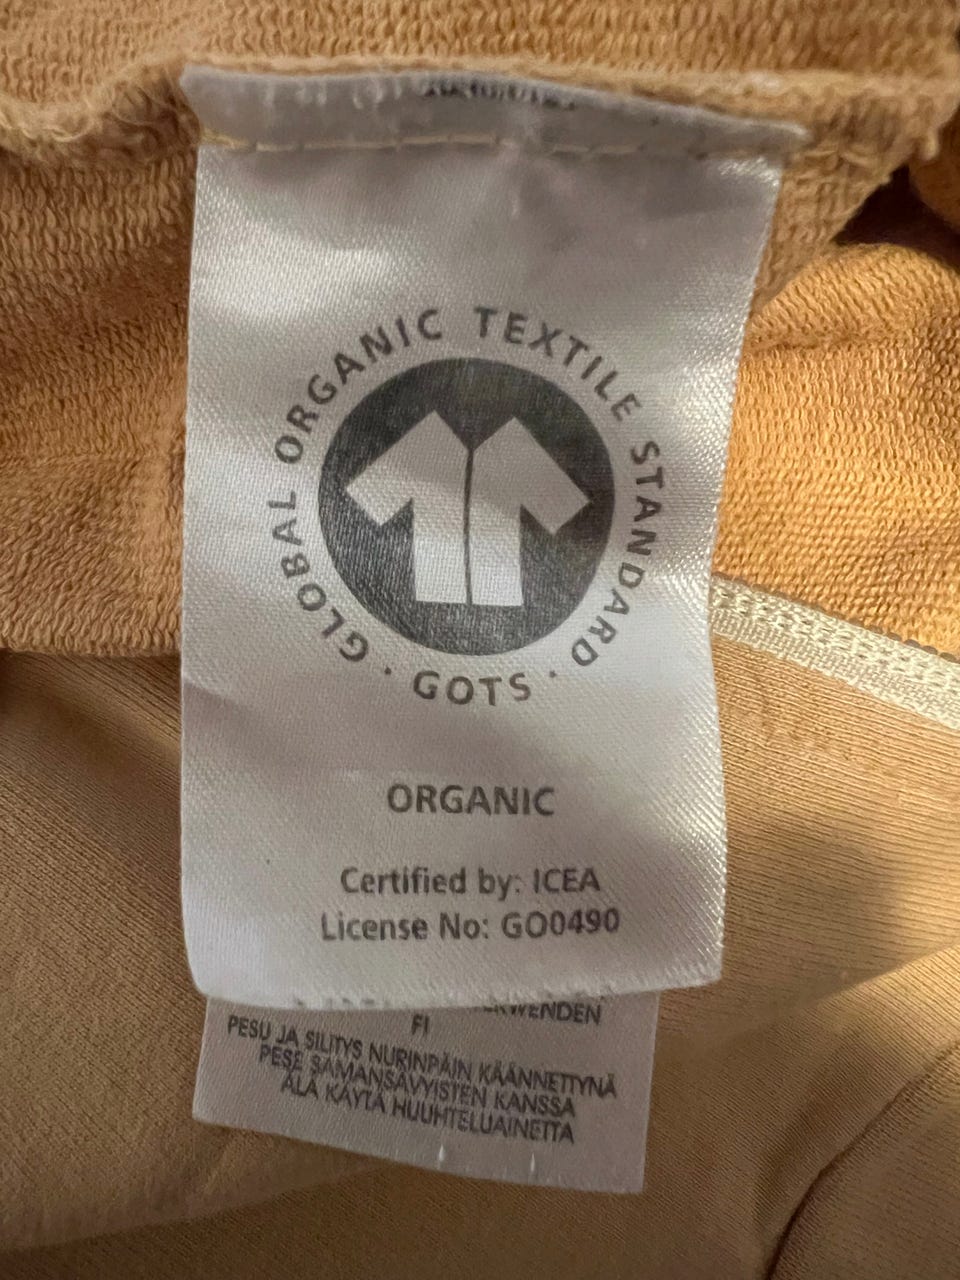 GLOBAL ORGANIC TEXTILE STANDARD
· GOTS ·
ORGANIC
Certified by: ICEA
License No: GO0490
FI
PESU JA SILITYS NURINPÄIN KÄÄNNETTYNÄ
PESE SAMANSÄVYISTEN KANSSA
ÄLÄ KÄYTÄ HUUHTELUAINETTA